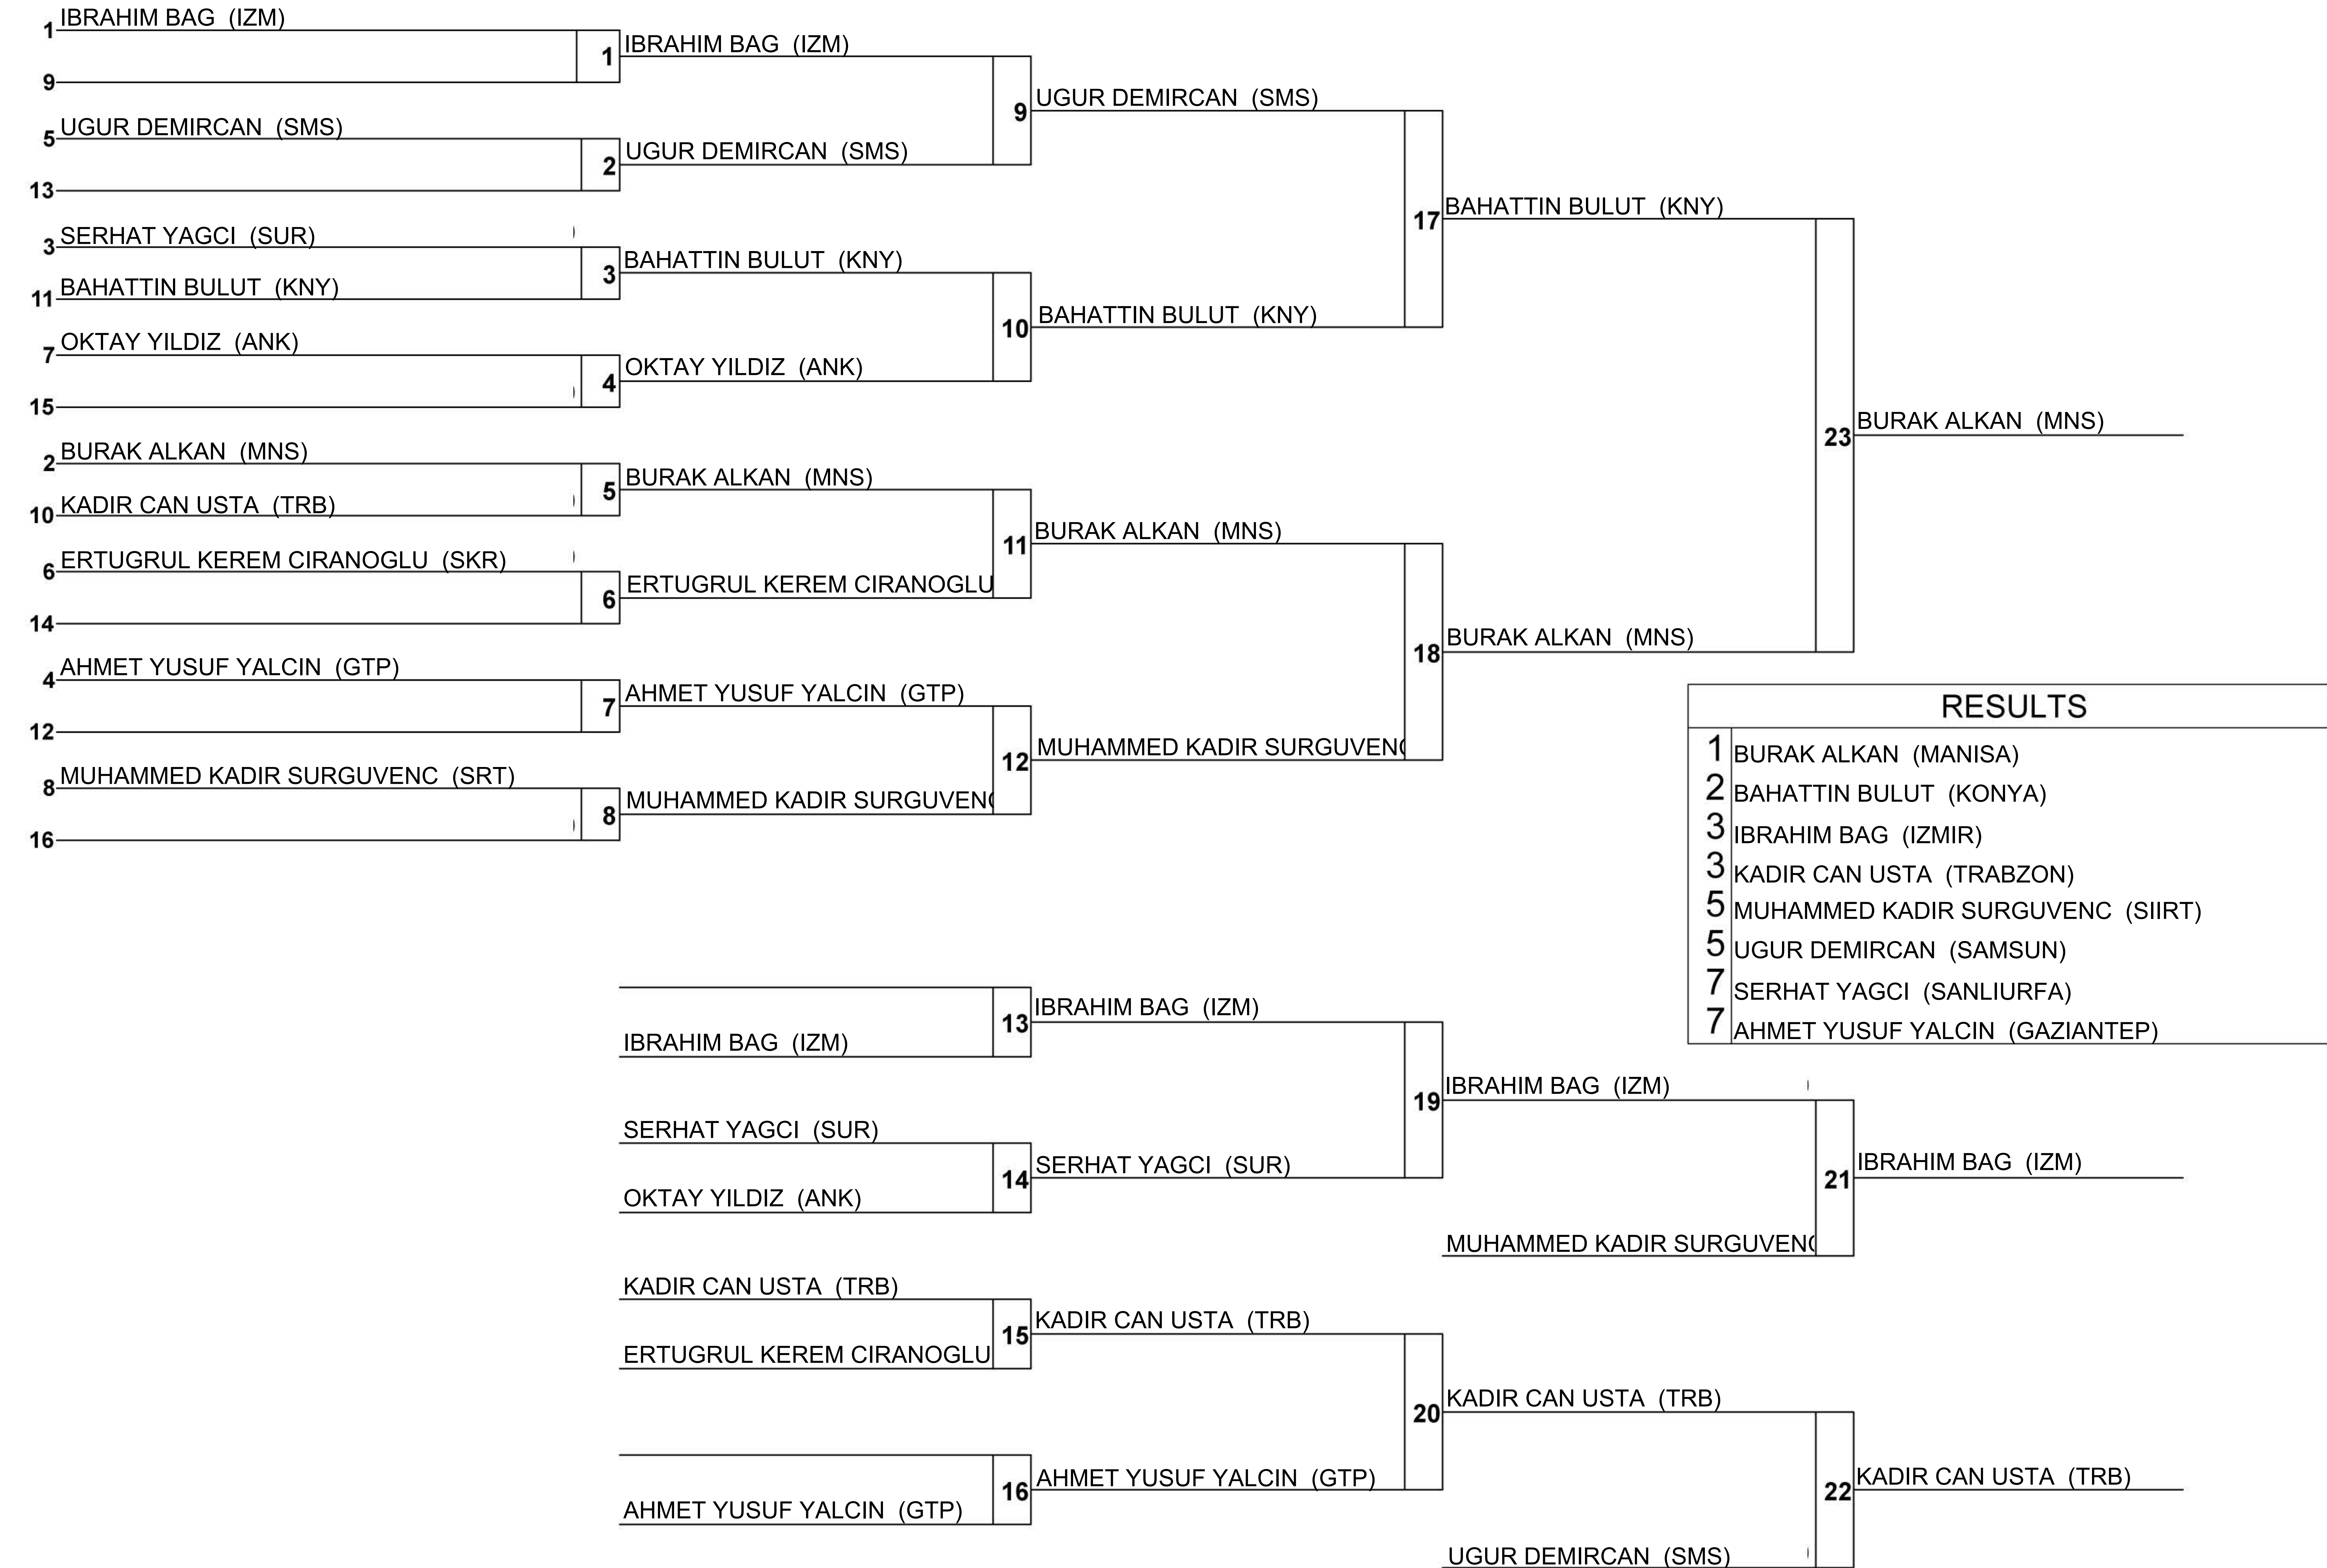 IBRAHIM BAG (IZM)
1
9
1
IBRAHIM BAG (IZM)
UGUR DEMIRCAN (SMS)
5
13
2
UGUR DEMIRCAN (SMS)
9
UGUR DEMIRCAN (SMS)
SERHAT YAGCI (SUR)
3
BAHATTIN BULUT (KNY)
11
3
BAHATTIN BULUT (KNY)
OKTAY YILDIZ (ANK)
7
15
4
OKTAY YILDIZ (ANK)
10
BAHATTIN BULUT (KNY)
17
BAHATTIN BULUT (KNY)
BURAK ALKAN (MNS)
2
KADIR CAN USTA (TRB)
10
5
BURAK ALKAN (MNS)
ERTUGRUL KEREM CIRANOGLU (SKR)
6
14
6
ERTUGRUL KEREM CIRANOGLU
11
BURAK ALKAN (MNS)
AHMET YUSUF YALCIN (GTP)
4
12
7
AHMET YUSUF YALCIN (GTP)
MUHAMMED KADIR SURGUVENC (SRT)
8
16
8
MUHAMMED KADIR SURGUVENC
12
MUHAMMED KADIR SURGUVENC
18
BURAK ALKAN (MNS)
23
BURAK ALKAN (MNS)
RESULTS
1 BURAK ALKAN (MANISA)
2 BAHATTIN BULUT (KONYA)
3 IBRAHIM BAG (IZMIR)
3 KADIR CAN USTA (TRABZON)
5 MUHAMMED KADIR SURGUVENC (SIIRT)
5 UGUR DEMIRCAN (SAMSUN)
7 SERHAT YAGCI (SANLIURFA)
7 AHMET YUSUF YALCIN (GAZIANTEP)
IBRAHIM BAG (IZM)
13
IBRAHIM BAG (IZM)
SERHAT YAGCI (SUR)
OKTAY YILDIZ (ANK)
14
SERHAT YAGCI (SUR)
19
IBRAHIM BAG (IZM)
MUHAMMED KADIR SURGUVENC
21
IBRAHIM BAG (IZM)
KADIR CAN USTA (TRB)
ERTUGRUL KEREM CIRANOGLU
15
KADIR CAN USTA (TRB)
AHMET YUSUF YALCIN (GTP)
16
AHMET YUSUF YALCIN (GTP)
20
KADIR CAN USTA (TRB)
UGUR DEMIRCAN (SMS)
22
KADIR CAN USTA (TRB)